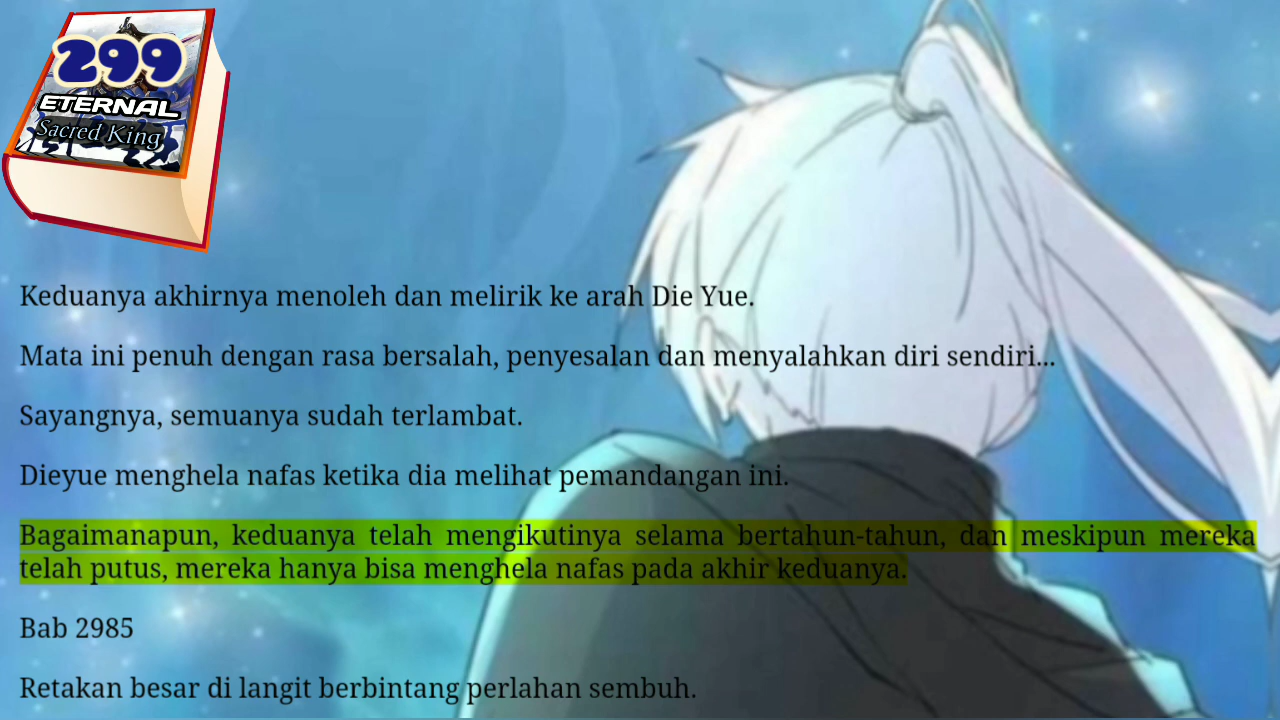 299
ETERNAL
Sacred King
Keduanya akhirnya menoleh dan melirik ke arah Die Yue.
Mata ini penuh dengan rasa bersalah, penyesalan dan menyalahkan diri sendiri...
Sayangnya, semuanya sudah terlambat.
Dieyue menghela nafas ketika dia melihat pemandangan ini.
Bagaimanapun, keduanya telah mengikutinya selama bertahun-tahun, dan meskipun mereka
telah putus, mereka hanya bisa menghela nafas pada akhir keduanya.
Bab 2985
Retakan besar di langit berbintang perlahan sembuh.